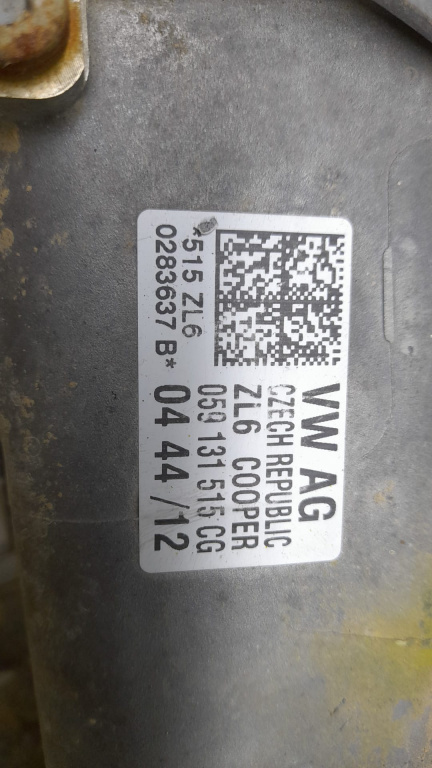 VW AG
CZECH REPUBLIC
ZL6 COOPER
059 131 515 CG
04 44/12
*515 ZL6
0283637 B*